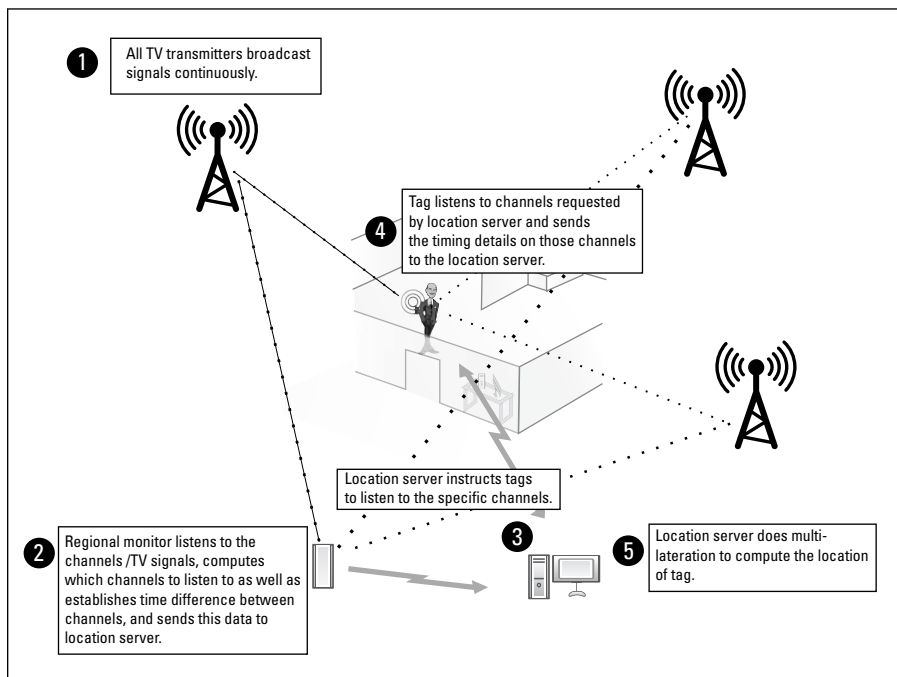 1
All TV transmitters broadcast
signals continuously.
4
Tag listens to channels requested
by location server and sends
the timing details on those channels
to the location server.
Location server instructs tags
to listen to the specific channels.
2
Regional monitor listens to the
channels /TV signals, computes
which channels to listen to as well as
establishes time difference between
channels, and sends this data to
location server.
3
5
Location server does multi-
lateration to compute the location
of tag.